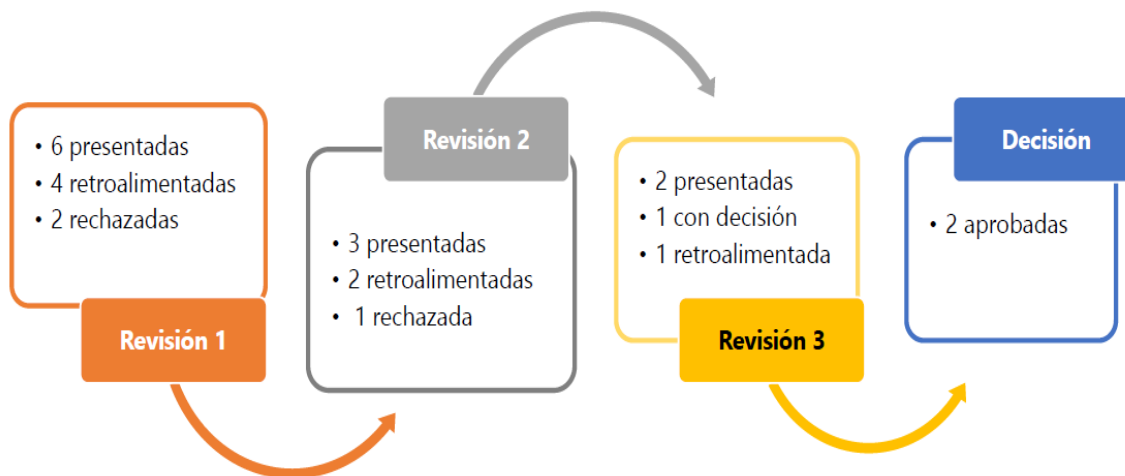 • 6 presentadas
• 4 retroalimentadas
• 2 rechazadas
Revisión 1
Revisión 2
• 3 presentadas
• 2 retroalimentadas
• 1 rechazada
• 2 presentadas
• 1 con decisión
• 1 retroalimentada
Revisión 3
Decisión
• 2 aprobadas